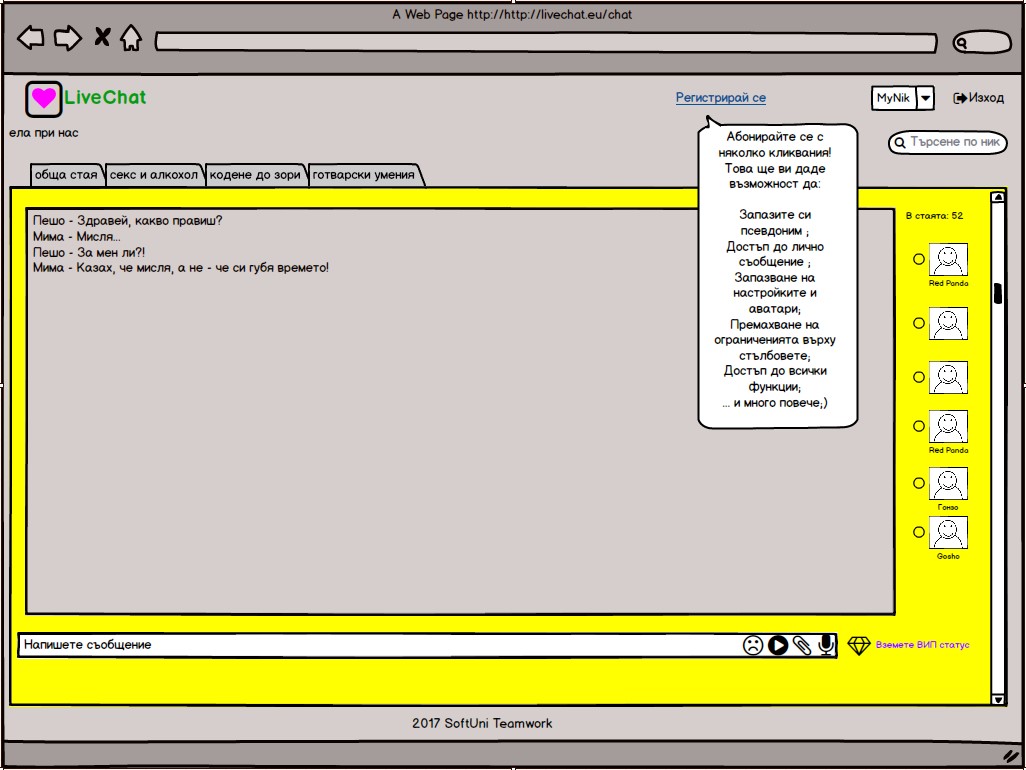 A Web Page http://http://livechat.eu/chat
LiveChat
Регистрирай се
MyNik
Изход
ела при нас
Търсене по ник
Абонирайте се с
няколко кликвания!
Това ще ви даде
възможност да:
Запазите си
псевдоним ;
Достъп до лично
съобщение ;
Запазване на
настройките и
аватари;
Премахване на
ограниченията върху
стълбовете;
Достъп до всички
функции;
... и много повече;)
обща стая
секс и алкохол
кодене до зори
готварски умения
Пешо - Здравей, какво правиш?
Мима - Мисля...
Пешо - За мен ли?!
Мима - Казах, че мисля, а не - че си губя времето!
В стаята: 52
Red Panda
Red Panda
Гонзо
Gosho
Напишете съобщение
Вземете ВИП статус
2017 SoftUni Teamwork